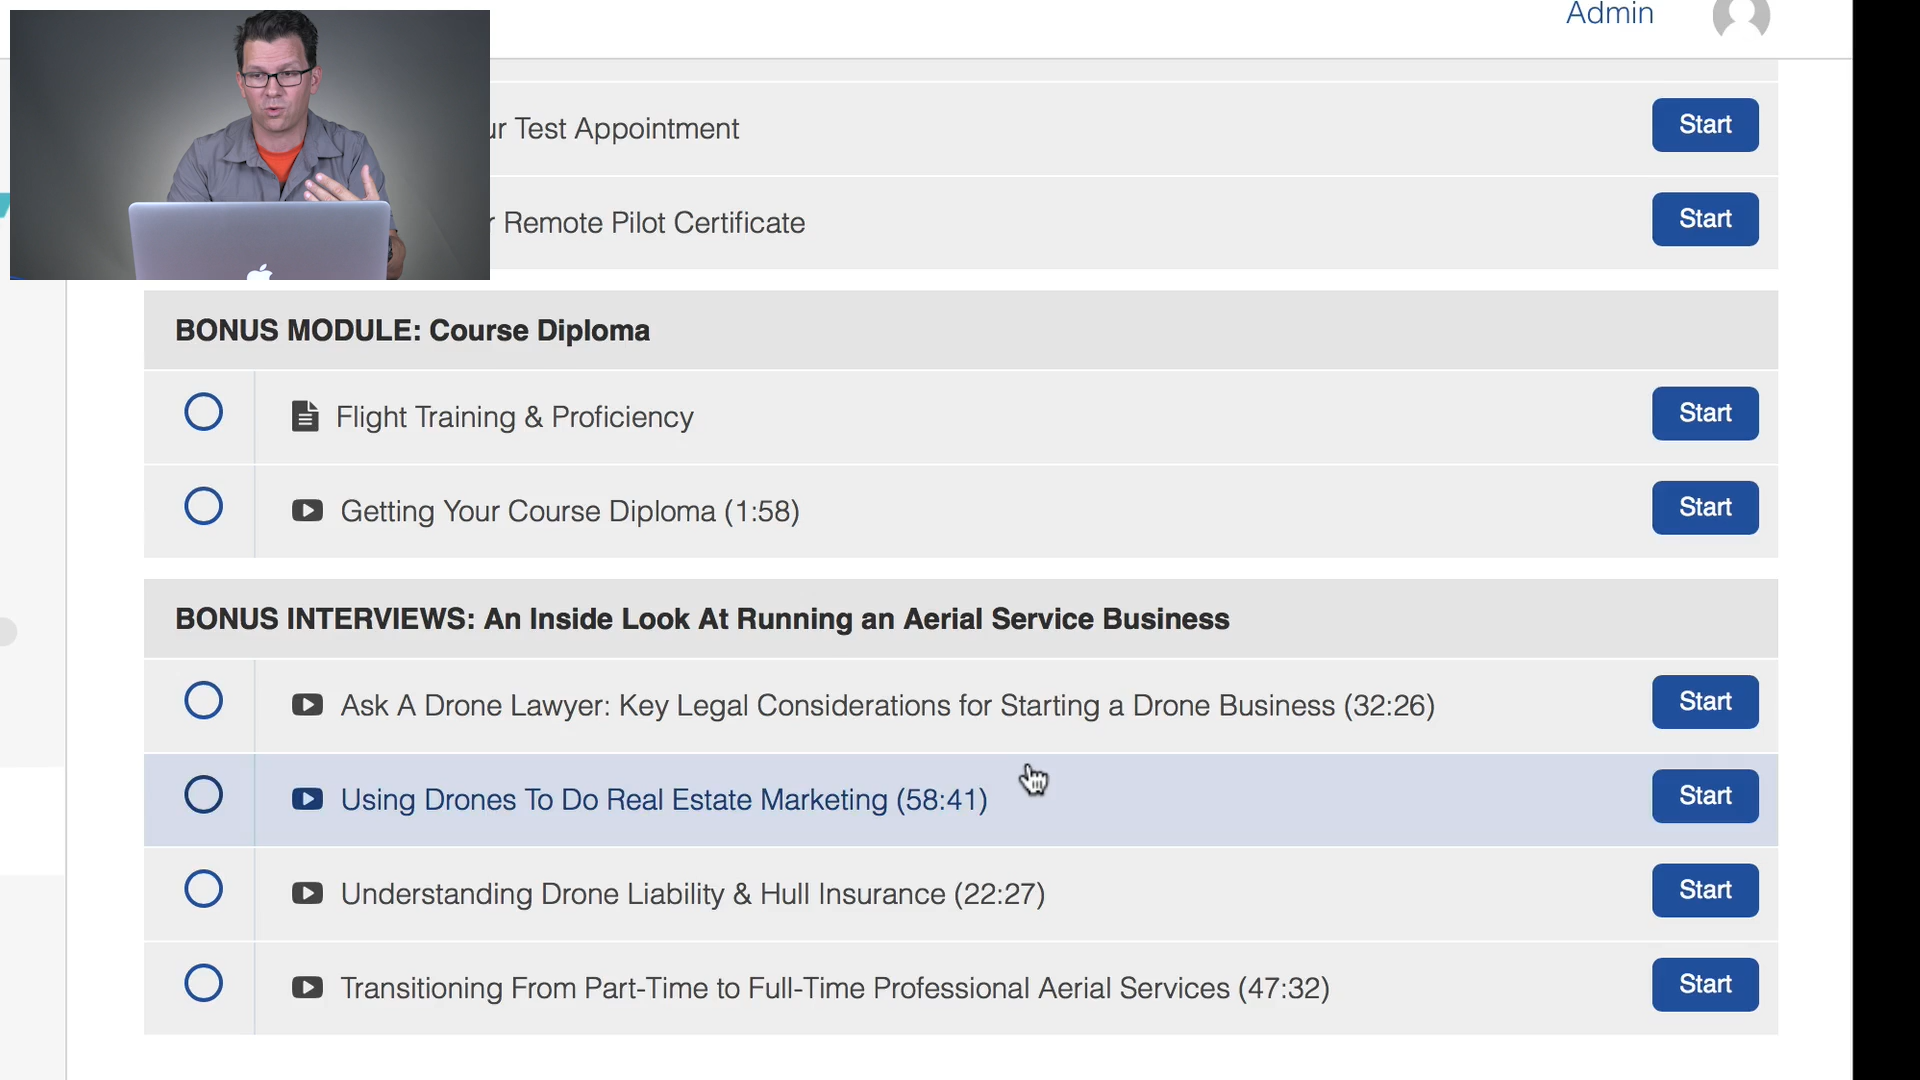 Admin
Test Appointment
Start
Remote Pilot Certificate
Start
BONUS MODULE: Course Diploma
Flight Training & Proficiency
Start
Getting Your Course Diploma (1:58)
Start
BONUS INTERVIEWS: An Inside Look At Running an Aerial Service Business
Ask A Drone Lawyer: Key Legal Considerations for Starting a Drone Business (32:26)
Start
Using Drones To Do Real Estate Marketing (58:41)
Start
Understanding Drone Liability & Hull Insurance (22:27)
Start
Transitioning From Part-Time to Full-Time Professional Aerial Services (47:32)
Start